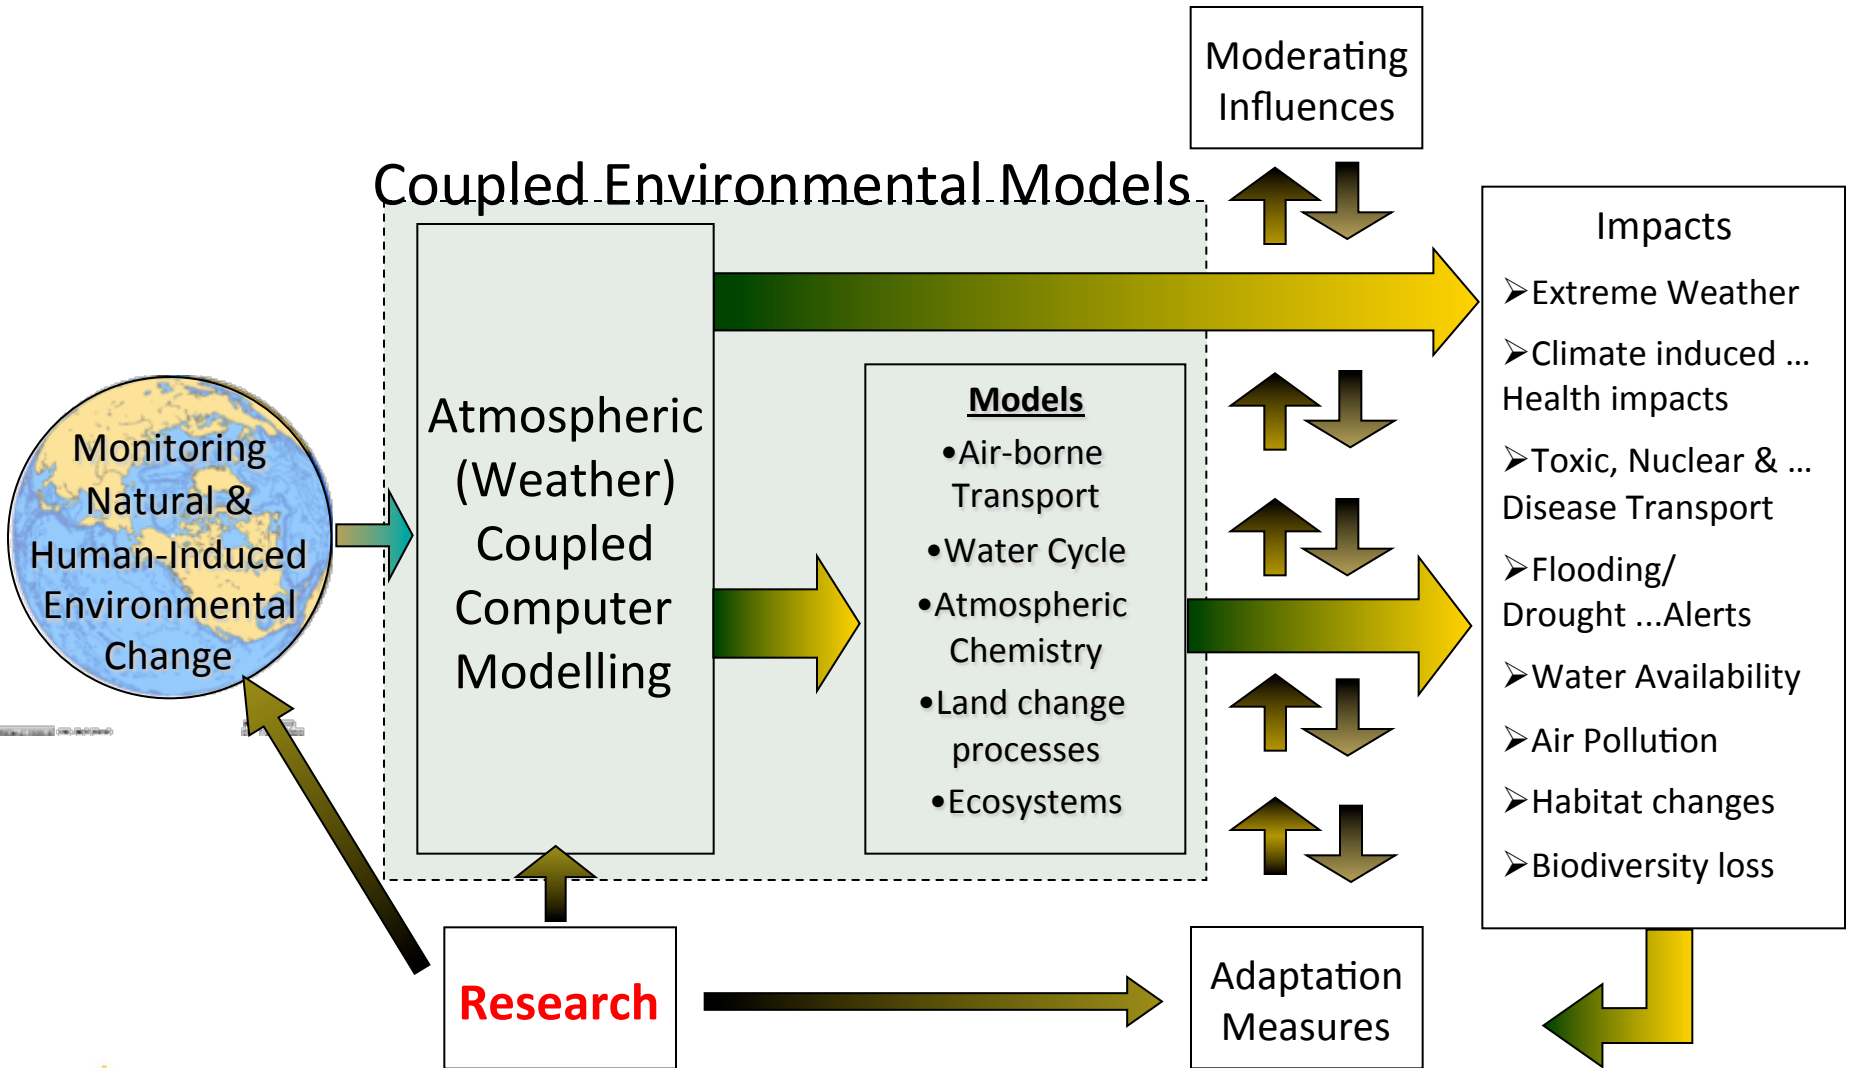 Moderating
Influences
Coupled Environmental Models
Impacts
➢Extreme Weather
➢Climate induced ...
Health impacts
➢Toxic, Nuclear & ...
Disease Transport
➢Flooding/
Drought ...Alerts
➢Water Availability
➢Air Pollution
➢Habitat changes
➢Biodiversity loss
Atmospheric
(Weather)
Coupled
Computer
Modelling
Models
•Air-borne
Transport
•Water Cycle
•Atmospheric
Chemistry
•Land change
processes
•Ecosystems
Monitoring
Natural &
Human-Induced
Environmental
Change
Research
Adaptation
Measures